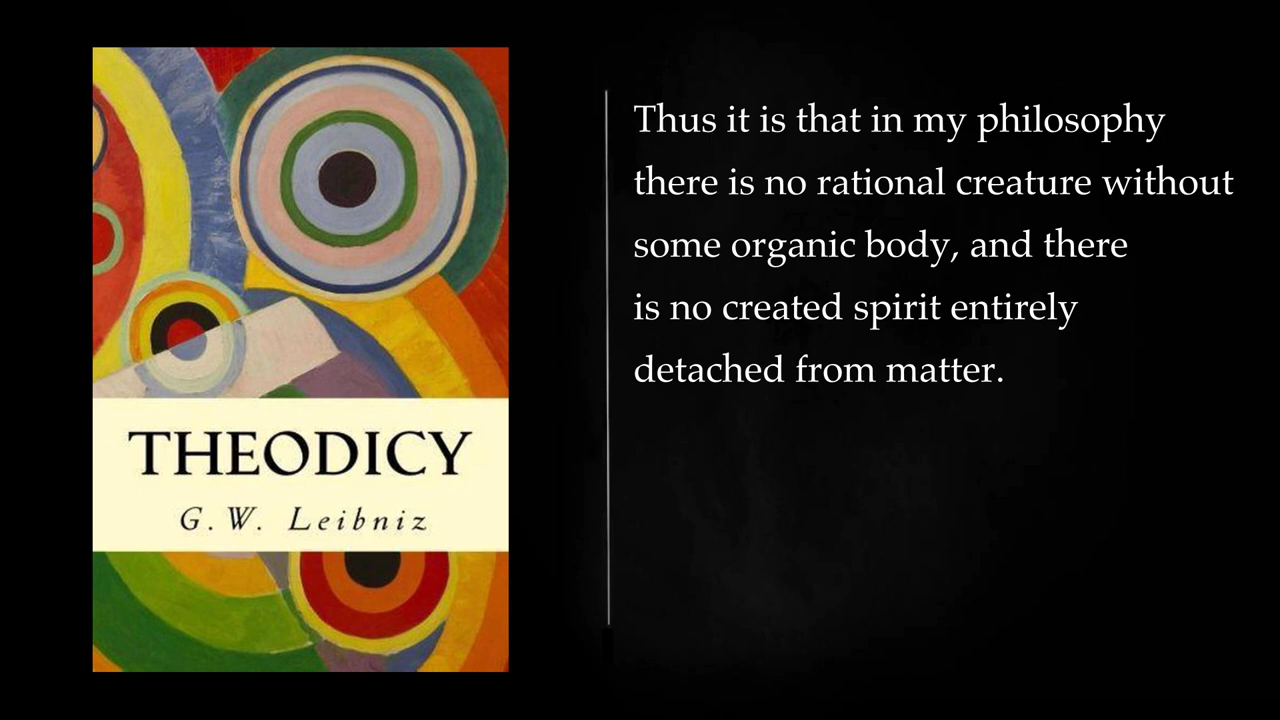 THEODICY
G. W. Leibniz
Thus it is that in my philosophy
there is no rational creature without
some organic body, and there
is no created spirit entirely
detached from matter.